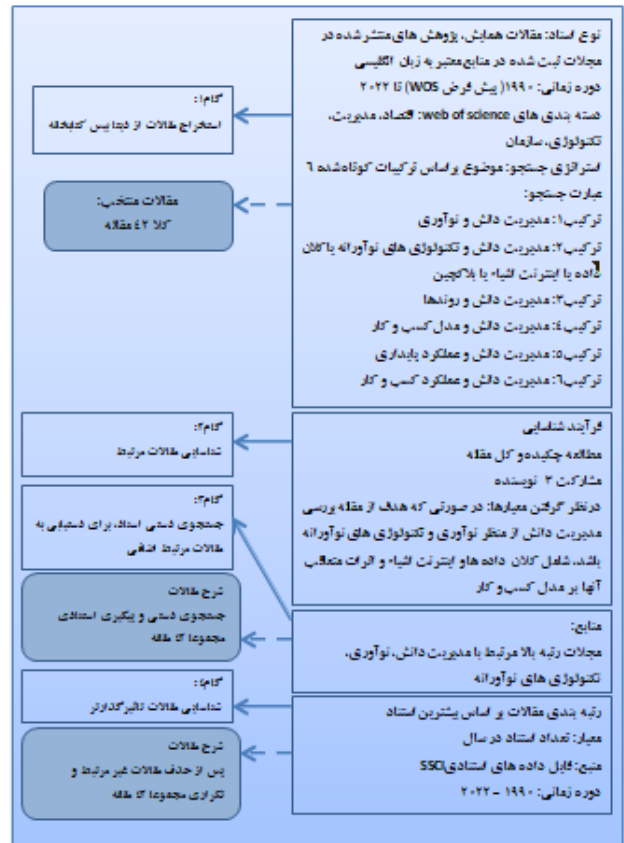 نوع اسناد: مقالات همایش، پژوهش های منتشر شده در
مجلات ثبت شده در منابع معتبر به زبان انگلیسی
دوره زمانی: ۱۹۹۰ (پیش فرض WOS) تا ۲۰۲۲
دسته بندی های web of science: اقتصاد، مدیریت،
تکنولوژی، سازمان
استراتژی جستجو: موضوع براساس ترکیبات کوتاه شده ٦
عبارت جستجو:
ترکیب۱: مدیریت دانش و نوآوری
ترکیب۲: مدیریت دانش و تکنولوژی های نوآورانه یا کلان
داده یا اینترنت اشیاء یا بلاکچین
ترکیب۳: مدیریت دانش و روندها
ترکیب٤: مدیریت دانش و مدل کسب و کار
ترکیب٥: مدیریت دانش و عملکرد پایداری
ترکیب٦: مدیریت دانش و عملکرد کسب و کار
گام۱:
استخراج مقالات از دیتابیس کتابخانه
مقالات منتخب:
کلا ٤۲ مقاله
فرآیند شناسایی
مطالعه چکیده و کل مقاله
مشارکت ۳ نویسنده
درنظر گرفتن معیارها: در صورتی که هدف از مقاله بررسی
مدیریت دانش از منظر نوآوری و تکنولوژی های نوآورانه
باشد، شامل کلان داده ها و اینترنت اشیاء و اثرات متعاقب
آنها بر مدل کسب و کار
گام۲:
شناسایی مقالات مرتبط
گام۳:
جستجوی دستی اسناد، برای دستیابی به
مقالات مرتبط اضافی
منابع:
مجلات رتبه بالا مرتبط با مدیریت دانش، نوآوری،
تکنولوژی های نوآورانه
شرح مقالات
جستجوی دستی و پیگیری استنادی
مجموعا مقاله
گام٤:
شناسایی مقالات تاثیرگذارتر
رتبه بندی مقالات بر اساس بیشترین استناد
معیار: تعداد استناد در سال
منبع: فایل داده های استنادی SSCI
دوره زمانی: ۱۹۹۰ – ۲۰۲۲
شرح مقالات
پس از حذف مقالات غیر مرتبط و
تکراری مجموعا مقاله